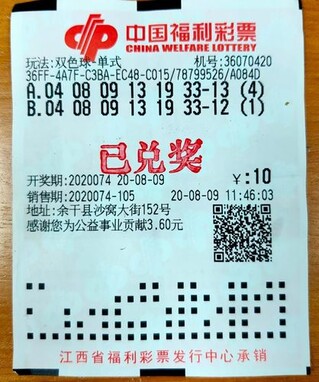 中国福利彩票
CHINA WELFARE LOTTERY
玩法:双色球-单式 机号:36070420
36FF-4A7F-C3BA-EC48-C015/78799526/A084D
A.04 08 09 13 19 33-13 (4)
B.04 08 09 13 19 33-12 (1)
已兑奖
开奖期:2020074 20-08-09 ¥:10
销售期:2020074-105 20-08-09 11:46:03
地址:余干县沙窝大街152号
感谢您为公益事业贡献3.60元
江西省福利彩票发行中心承销